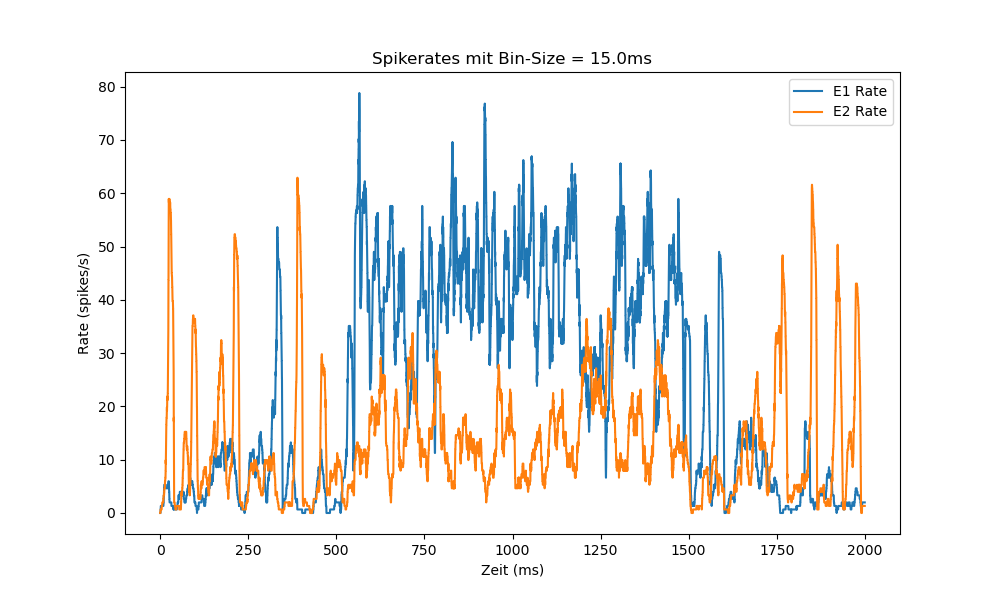 Spikerates mit Bin-Size = 15.0ms
E1 Rate
E2 Rate
80
70
60
50
40
30
20
10
0
Rate (spikes/s)
0 250 500 750 1000 1250 1500 1750 2000
Zeit (ms)